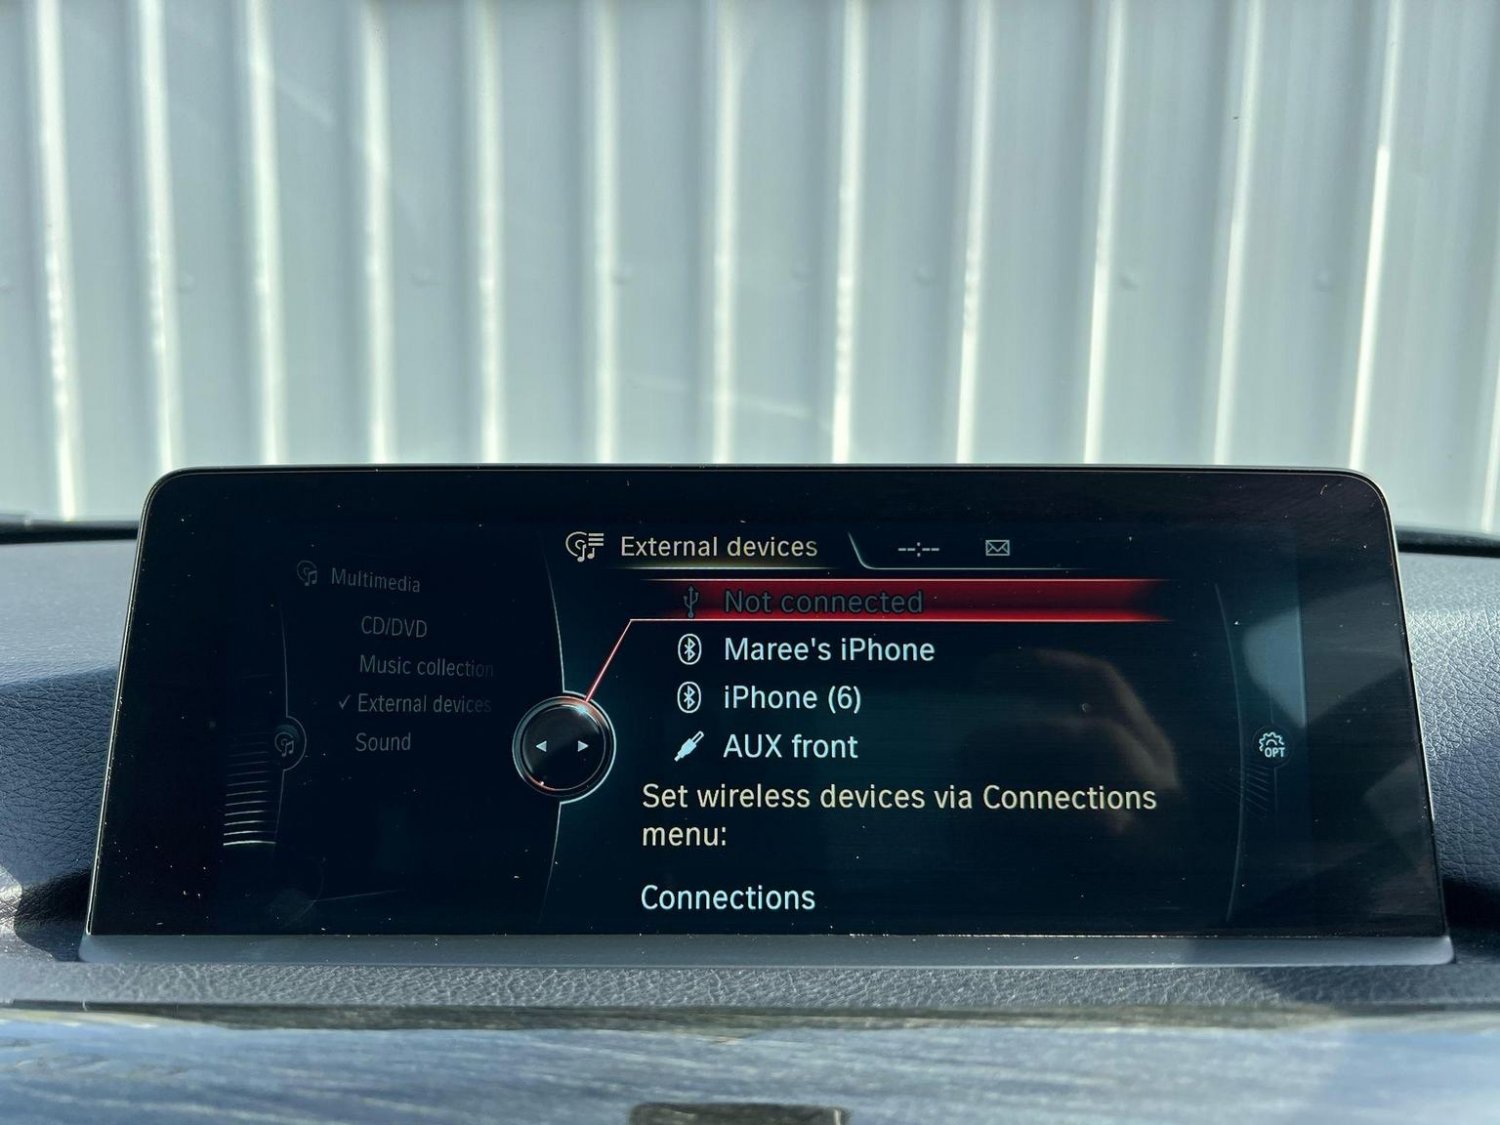 External devices
--:--
Multimedia
CD/DVD
Music collection
✓ External devices
Sound
Not connected
Maree's iPhone
iPhone (6)
AUX front
Set wireless devices via Connections
menu:
Connections
OPT